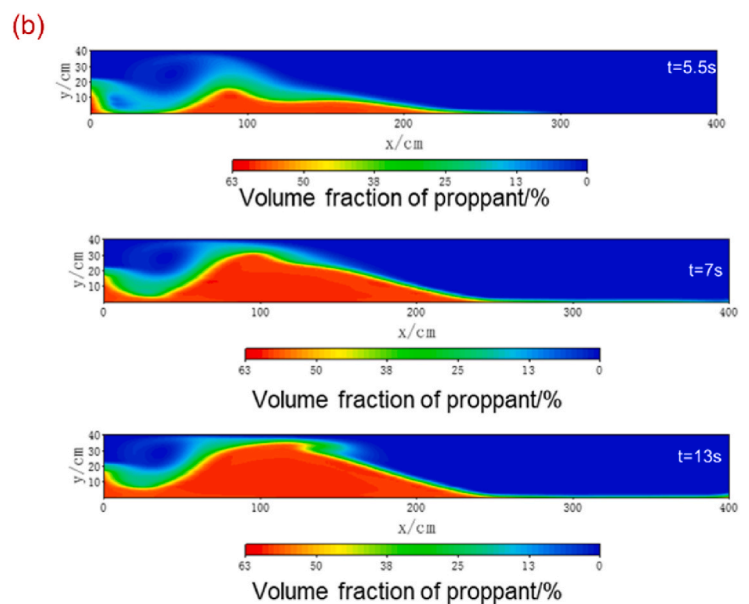 (b)
40
30
20
10
y/cm
t=5.5s
0 100 200 300 400
x/cm
63 50 38 25 13 0
Volume fraction of proppant/%
40
30
20
10
y/cm
t=7s
0 100 200 300 400
x/cm
63 50 38 25 13 0
Volume fraction of proppant/%
40
30
20
10
y/cm
t=13s
0 100 200 300 400
x/cm
63 50 38 25 13 0
Volume fraction of proppant/%